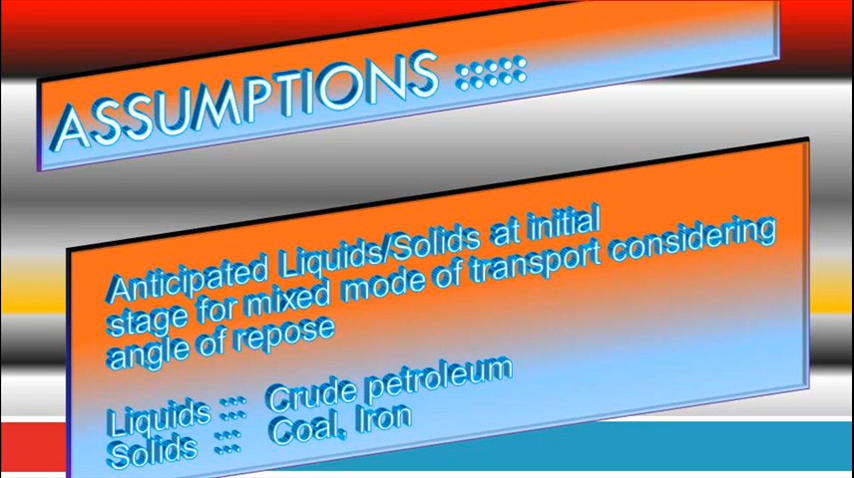 ASSUMPTIONS :::::
Anticipated Liquids/Solids at initial
stage for mixed mode of transport considering
angle of repose
Liquids ::: Crude petroleum
Solids ::: Coal, Iron